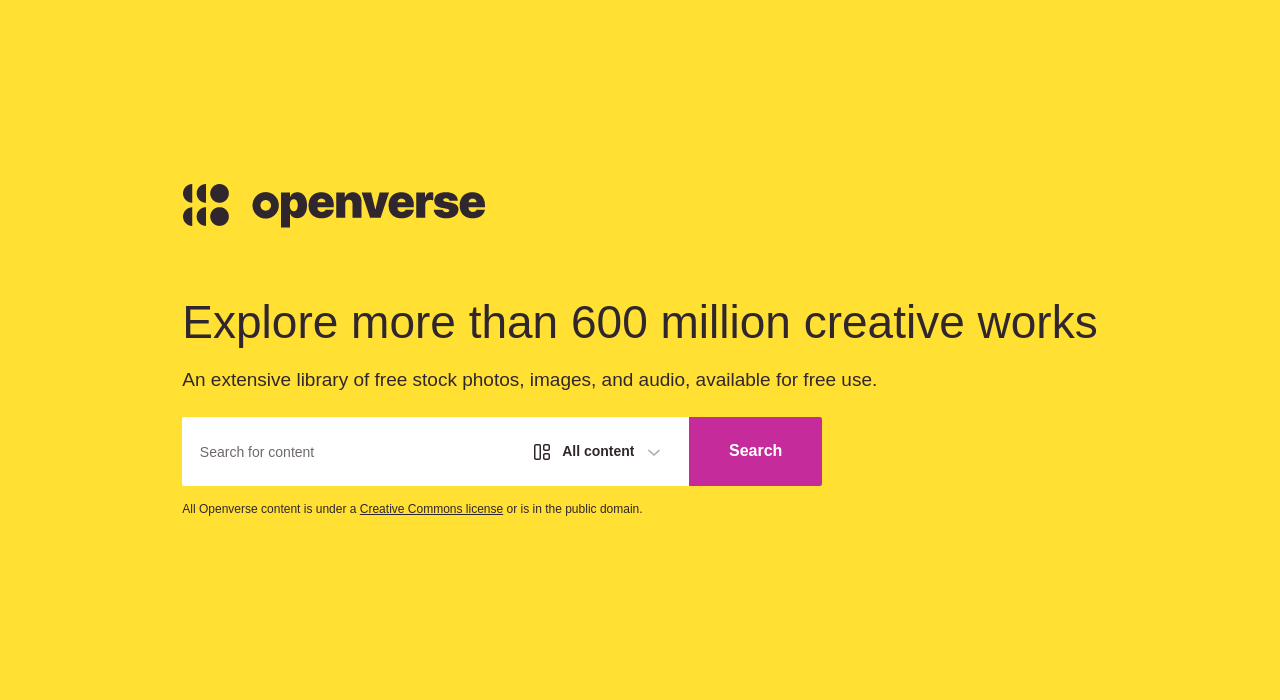 openverse
Explore more than 600 million creative works
An extensive library of free stock photos, images, and audio, available for free use.
Search for content All content Search
All Openverse content is under a Creative Commons license or is in the public domain.